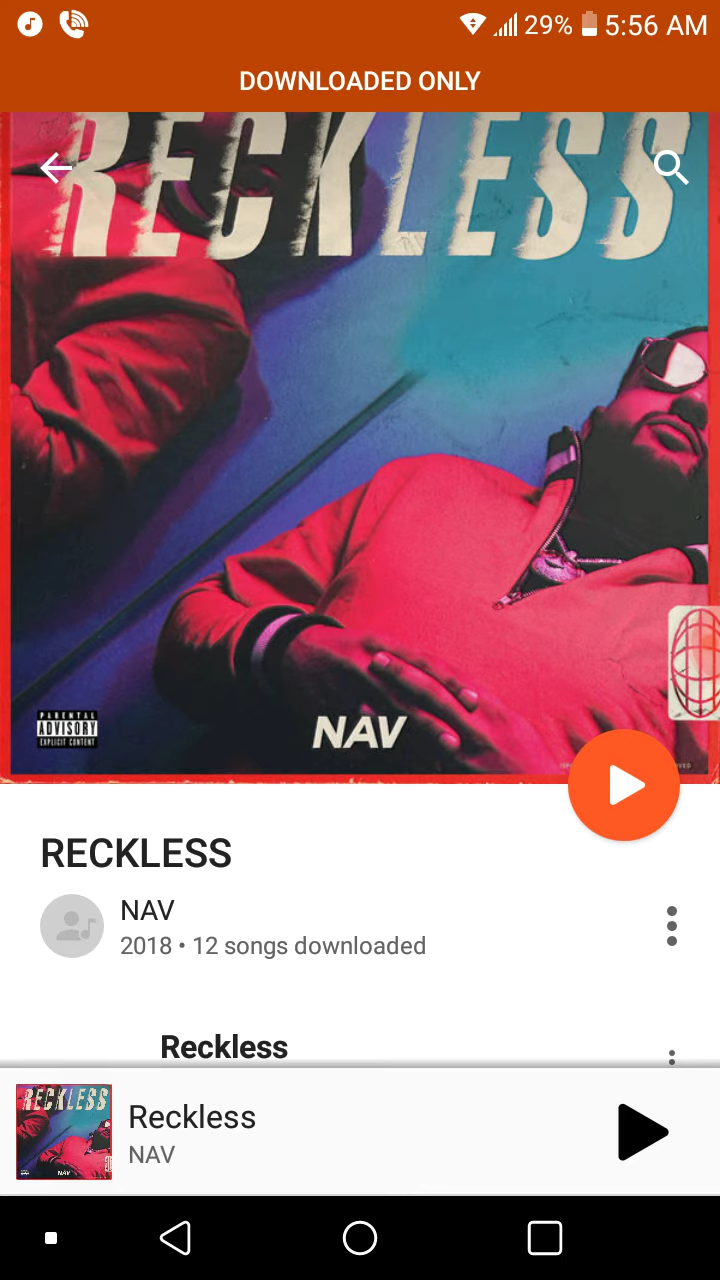 29% 5:56 AM
DOWNLOADED ONLY
RECKLESS
PARENTAL
ADVISORY
EXPLICIT CONTENT
NAV
RECKLESS
NAV
2018 • 12 songs downloaded
Reckless
RECKLESS
NAV
Reckless
NAV